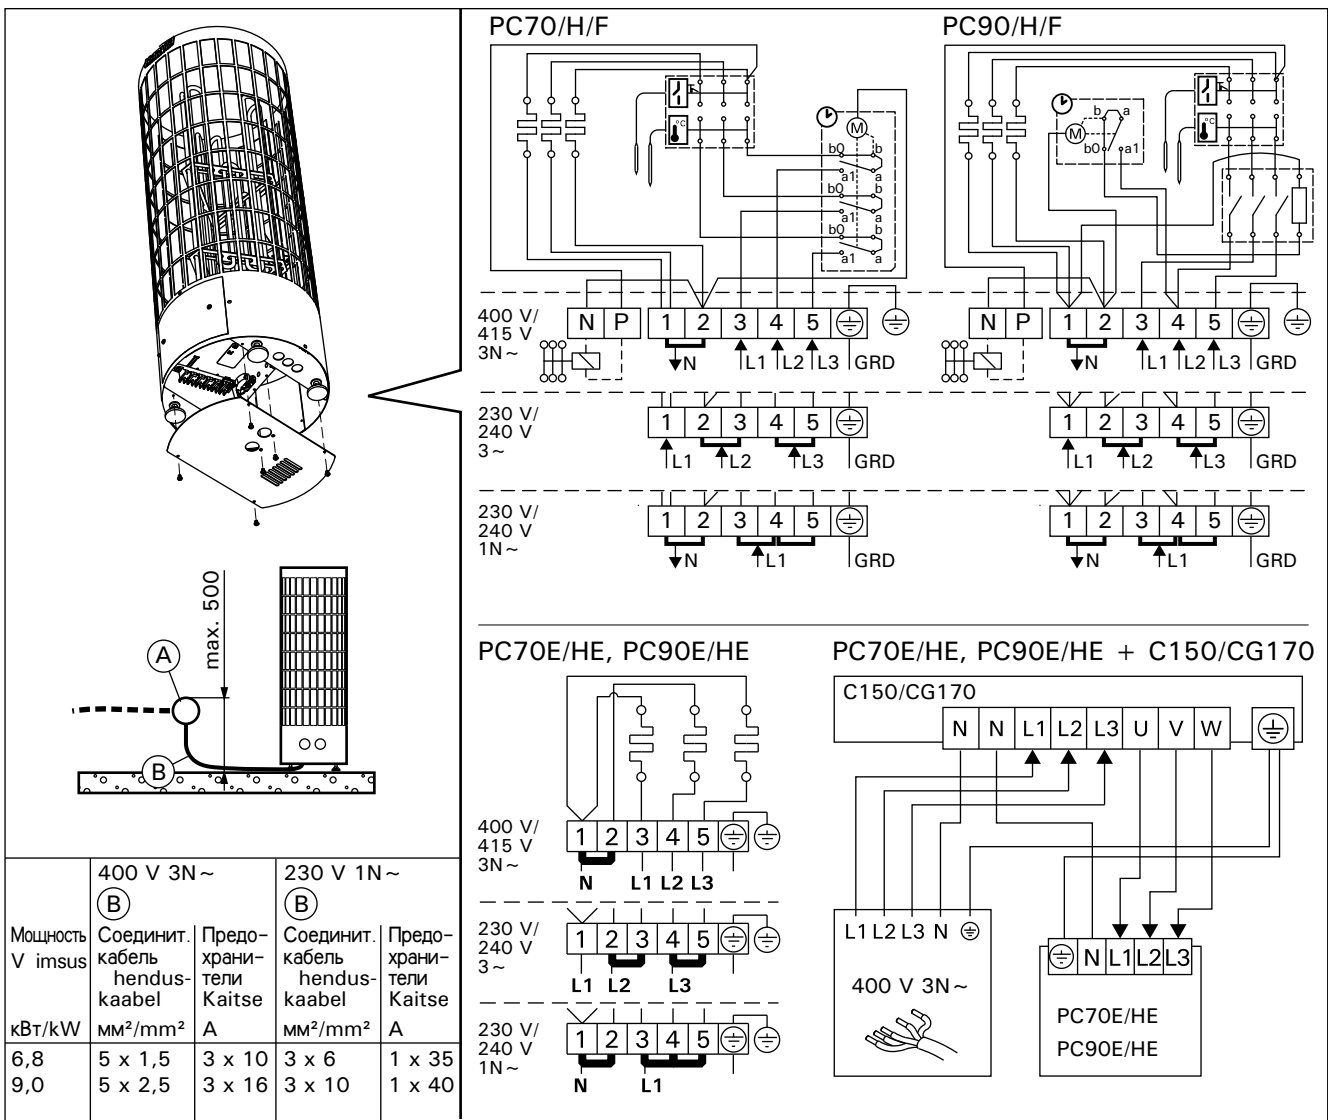 PC70/H/F
PC90/H/F
°C
M
b0 b
a1 a
b0 b
a1 a
b0 b
a1 a
M
b a
b0 a1
°C
400 V/
415 V
3N~
N P 1 2 3 4 5
N L1 L2 L3 GRD
N P 1 2 3 4 5
N L1 L2 L3 GRD
230 V/
240 V
3~
1 2 3 4 5
L1 L2 L3 GRD
1 2 3 4 5
L1 L2 L3 GRD
230 V/
240 V
1N~
1 2 3 4 5
N L1 GRD
1 2 3 4 5
N L1 GRD
max. 500
A
B
400 V 3N~ 230 V 1N~
B B
Мощность Соединит. Предо- Соединит. Предо-
V imsus кабель храни- кабель храни-
hendus- тели hendus- тели
kaabel Kaitse kaabel Kaitse
кВт/kW мм²/mm² A мм²/mm² A
6,8 5 x 1,5 3 x 10 3 x 6 1 x 35
9,0 5 x 2,5 3 x 16 3 x 10 1 x 40
PC70E/HE, PC90E/HE
400 V/
415 V
3N~
1 2 3 4 5
N L1 L2 L3
230 V/
240 V
3~
1 2 3 4 5
L1 L2 L3
230 V/
240 V
1N~
1 2 3 4 5
N L1
PC70E/HE, PC90E/HE + C150/CG170
C150/CG170
N N L1 L2 L3 U V W
L1 L2 L3 N
400 V 3N~
N L1 L2 L3
PC70E/HE
PC90E/HE